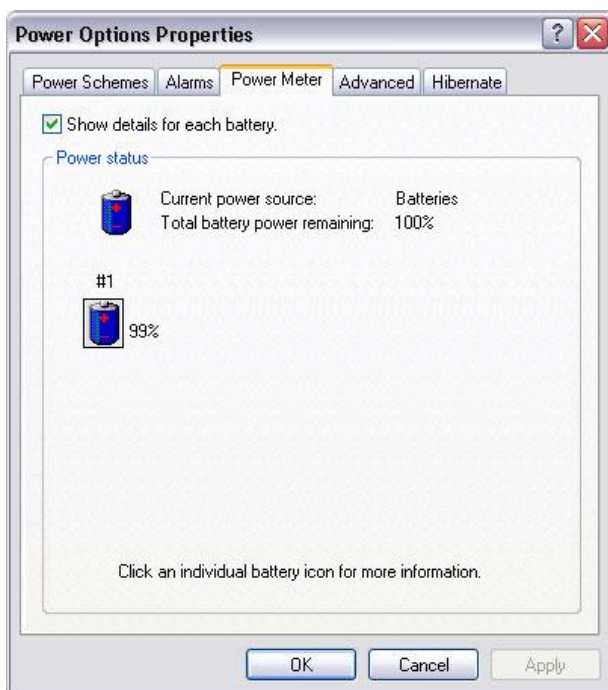 Power Options Properties
Power Schemes Alarms Power Meter Advanced Hibernate
Show details for each battery.
Power status
Current power source: Batteries
Total battery power remaining: 100%
#1
99%
Click an individual battery icon for more information.
OK Cancel Apply